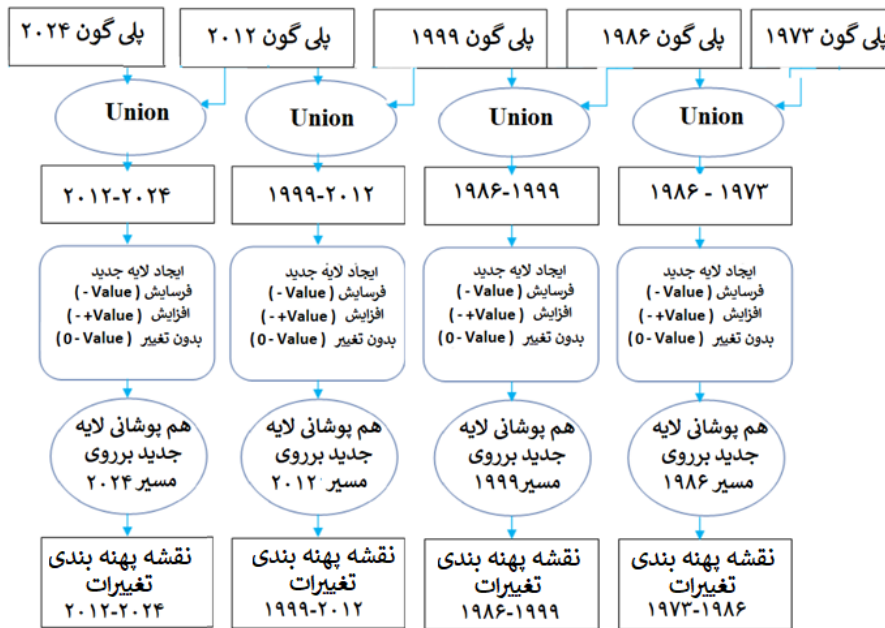 پلی گون ۱۹۷۳
پلی گون ۱۹۸۶
پلی گون ۱۹۹۹
پلی گون ۲۰۱۲
پلی گون ۲۰۲۴
Union
Union
Union
Union
۱۹۷۳ - ۱۹۸۶
۱۹۸۶-۱۹۹۹
۱۹۹۹-۲۰۱۲
۲۰۱۲-۲۰۲۴
ایجاد لایه جدید
فرسایش (Value -)
افزایش (Value+ -)
بدون تغییر (Value - 0)
ایجاد لایه جدید
فرسایش (Value -)
افزایش (Value+ -)
بدون تغییر (Value - 0)
ایجاد لایه جدید
فرسایش (Value -)
افزایش (Value+ -)
بدون تغییر (Value - 0)
ایجاد لایه جدید
فرسایش (Value -)
افزایش (Value+ -)
بدون تغییر (Value - 0)
هم پوشانی لایه
جدید برروی
مسیر ۱۹۸۶
هم پوشانی لایه
جدید برروی
مسیر۱۹۹۹
هم پوشانی لایه
جدید برروی
مسیر ۲۰۱۲
هم پوشانی لایه
جدید برروی
مسیر ۲۰۲۴
نقشه پهنه بندی
تغییرات
۱۹۷۳-۱۹۸۶
نقشه پهنه بندی
تغییرات
۱۹۸۶-۱۹۹۹
نقشه پهنه بندی
تغییرات
۱۹۹۹-۲۰۱۲
نقشه پهنه بندی
تغییرات
۲۰۱۲-۲۰۲۴